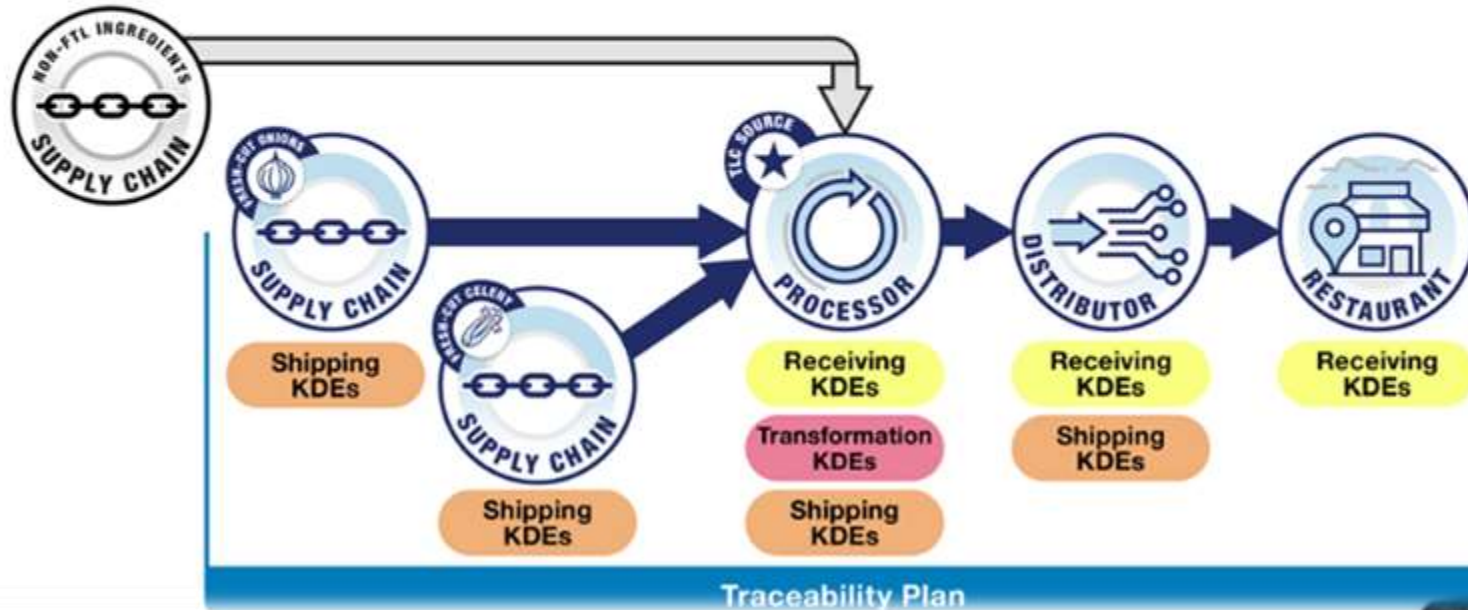 NON-FTL INGREDIENTS
SUPPLY CHAIN
FRESH-CUT ONIONS
SUPPLY CHAIN
FRESH-CUT CELERY
SUPPLY CHAIN
TLC SOURCE
PROCESSOR
DISTRIBUTOR
RESTAURANT
Shipping
KDEs
Shipping
KDEs
Receiving
KDEs
Transformation
KDEs
Shipping
KDEs
Receiving
KDEs
Shipping
KDEs
Receiving
KDEs
Traceability Plan